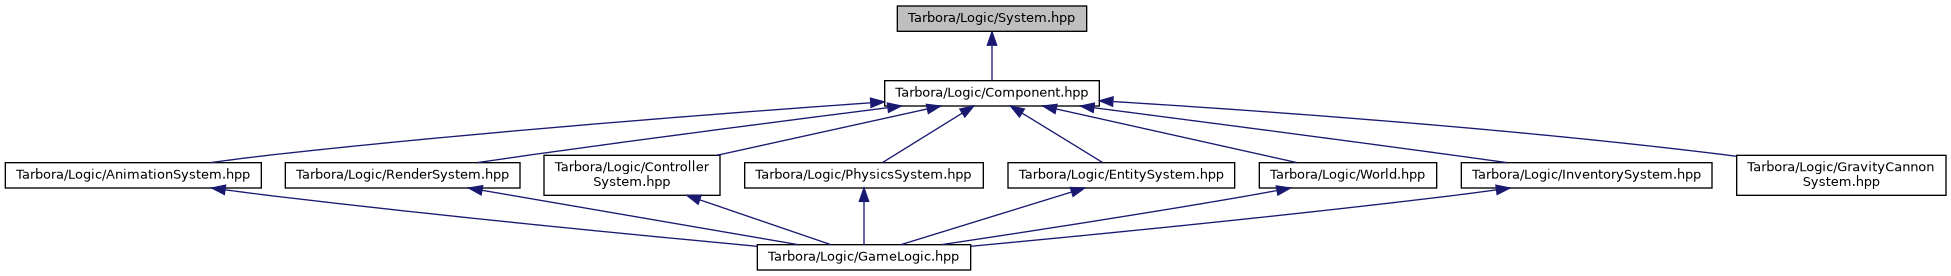 Tarbora/Logic/System.hpp
Tarbora/Logic/Component.hpp
Tarbora/Logic/AnimationSystem.hpp
Tarbora/Logic/RenderSystem.hpp
Tarbora/Logic/Controller
System.hpp
Tarbora/Logic/PhysicsSystem.hpp
Tarbora/Logic/EntitySystem.hpp
Tarbora/Logic/World.hpp
Tarbora/Logic/InventorySystem.hpp
Tarbora/Logic/GravityCannon
System.hpp
Tarbora/Logic/GameLogic.hpp